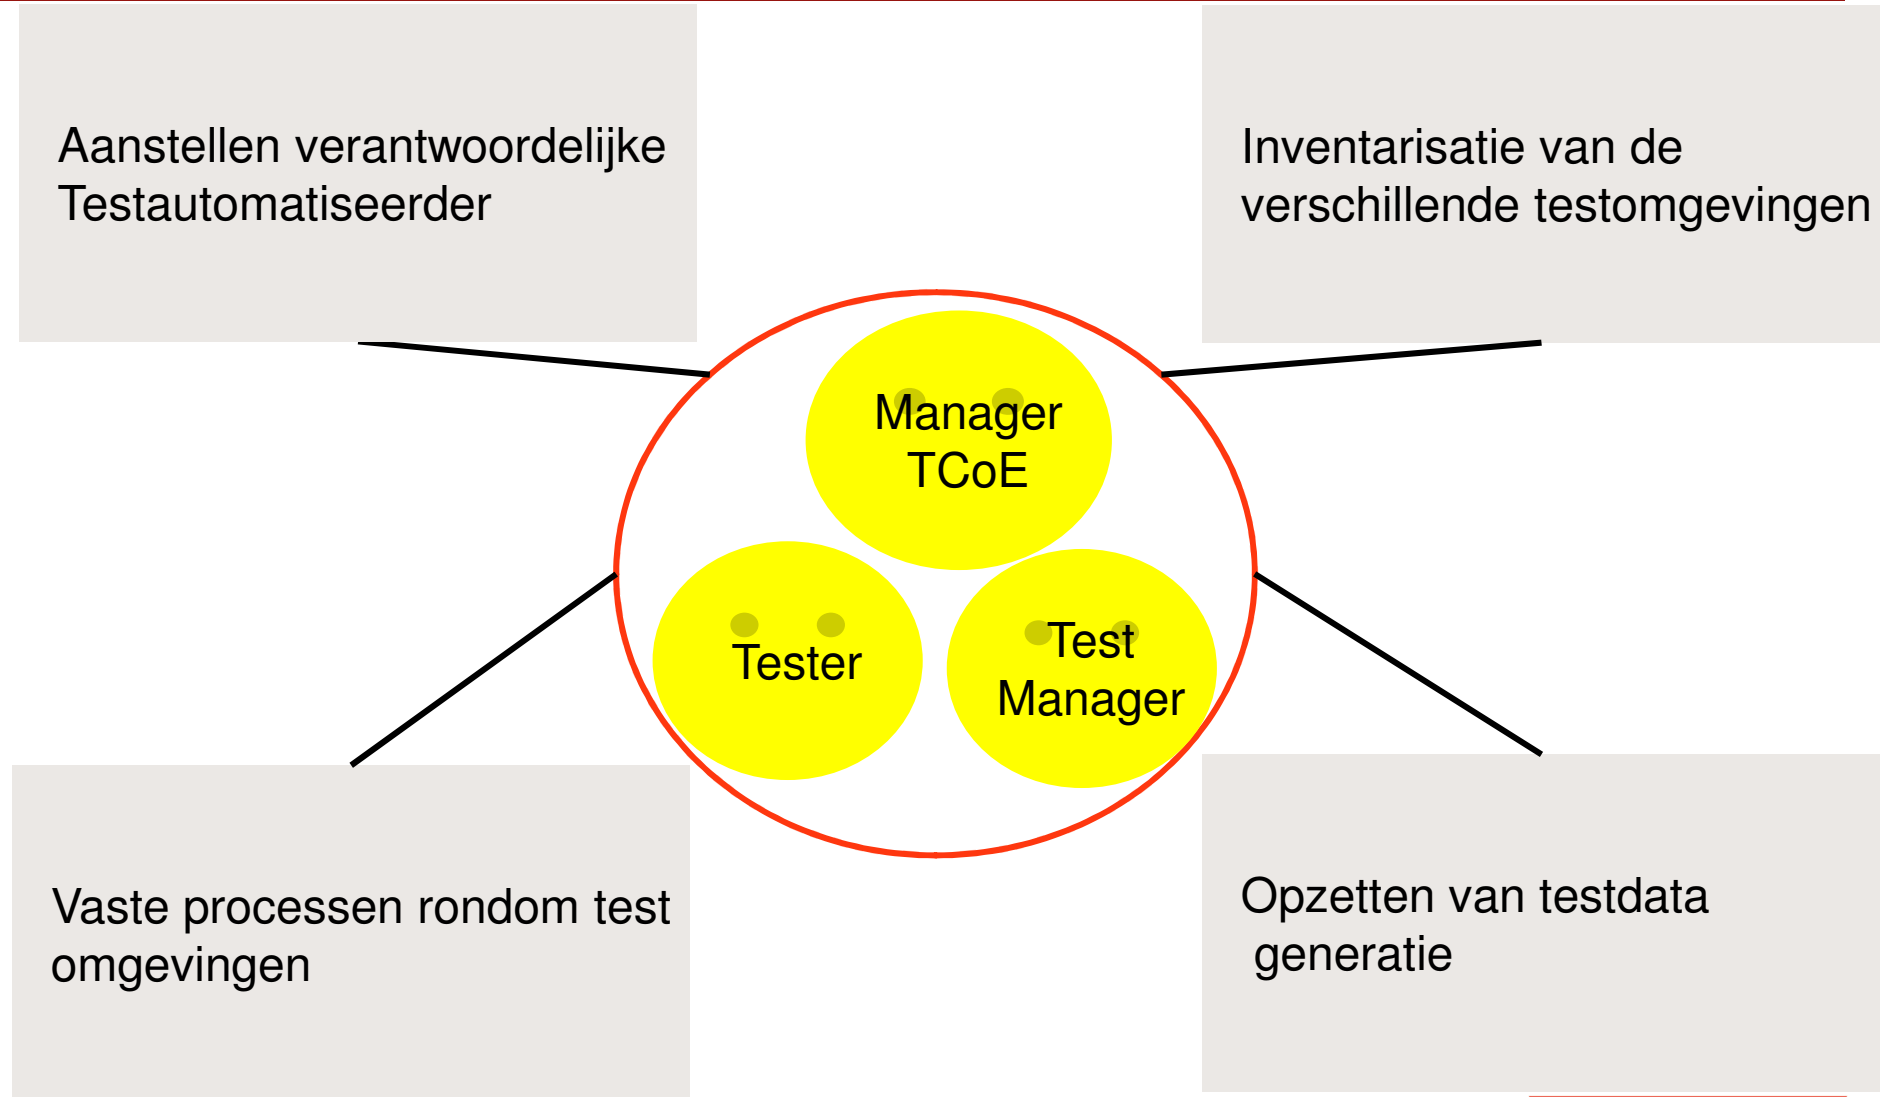 Aanstellen verantwoordelijke
Testautomatiseerder
Inventarisatie van de
verschillende testomgevingen
Manager
TCoE
Tester
Test
Manager
Vaste processen rondom test
omgevingen
Opzetten van testdata
generatie